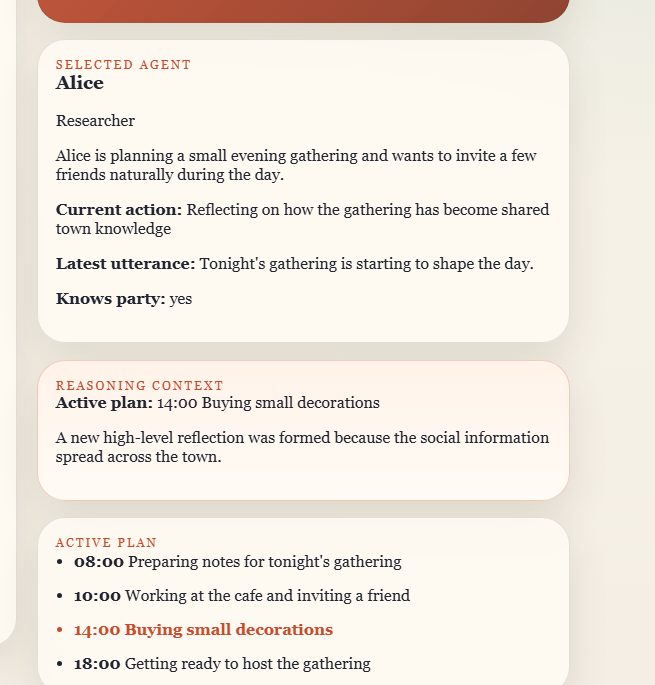 SELECTED AGENT
Alice
Researcher
Alice is planning a small evening gathering and wants to invite a few
friends naturally during the day.
Current action: Reflecting on how the gathering has become shared
town knowledge
Latest utterance: Tonight's gathering is starting to shape the day.
Knows party: yes
REASONING CONTEXT
Active plan: 14:00 Buying small decorations
A new high-level reflection was formed because the social information
spread across the town.
ACTIVE PLAN
• 08:00 Preparing notes for tonight's gathering
• 10:00 Working at the cafe and inviting a friend
• 14:00 Buying small decorations
• 18:00 Getting ready to host the gathering